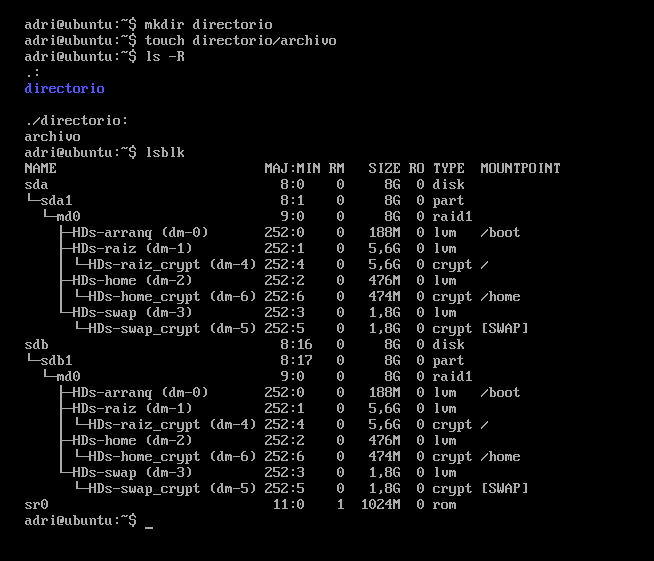 adri@ubuntu:~$ mkdir directorio
adri@ubuntu:~$ touch directorio/archivo
adri@ubuntu:~$ ls -R
.:
directorio

./directorio:
archivo
adri@ubuntu:~$ lsblk
NAME                          MAJ:MIN RM   SIZE RO TYPE  MOUNTPOINT
sda                             8:0    0     8G  0 disk
└─sda1                          8:1    0     8G  0 part
  └─md0                         9:0    0     8G  0 raid1
    ├─HDs-arranq (dm-0)       252:0    0   188M  0 lvm   /boot
    ├─HDs-raiz (dm-1)         252:1    0   5,6G  0 lvm
    │ └─HDs-raiz_crypt (dm-4) 252:4    0   5,6G  0 crypt /
    ├─HDs-home (dm-2)         252:2    0   476M  0 lvm
    │ └─HDs-home_crypt (dm-6) 252:6    0   474M  0 crypt /home
    └─HDs-swap (dm-3)         252:3    0   1,8G  0 lvm
      └─HDs-swap_crypt (dm-5) 252:5    0   1,8G  0 crypt [SWAP]
sdb                             8:16   0     8G  0 disk
└─sdb1                          8:17   0     8G  0 part
  └─md0                         9:0    0     8G  0 raid1
    ├─HDs-arranq (dm-0)       252:0    0   188M  0 lvm   /boot
    ├─HDs-raiz (dm-1)         252:1    0   5,6G  0 lvm
    │ └─HDs-raiz_crypt (dm-4) 252:4    0   5,6G  0 crypt /
    ├─HDs-home (dm-2)         252:2    0   476M  0 lvm
    │ └─HDs-home_crypt (dm-6) 252:6    0   474M  0 crypt /home
    └─HDs-swap (dm-3)         252:3    0   1,8G  0 lvm
      └─HDs-swap_crypt (dm-5) 252:5    0   1,8G  0 crypt [SWAP]
sr0                            11:0    1  1024M  0 rom
adri@ubuntu:~$ _